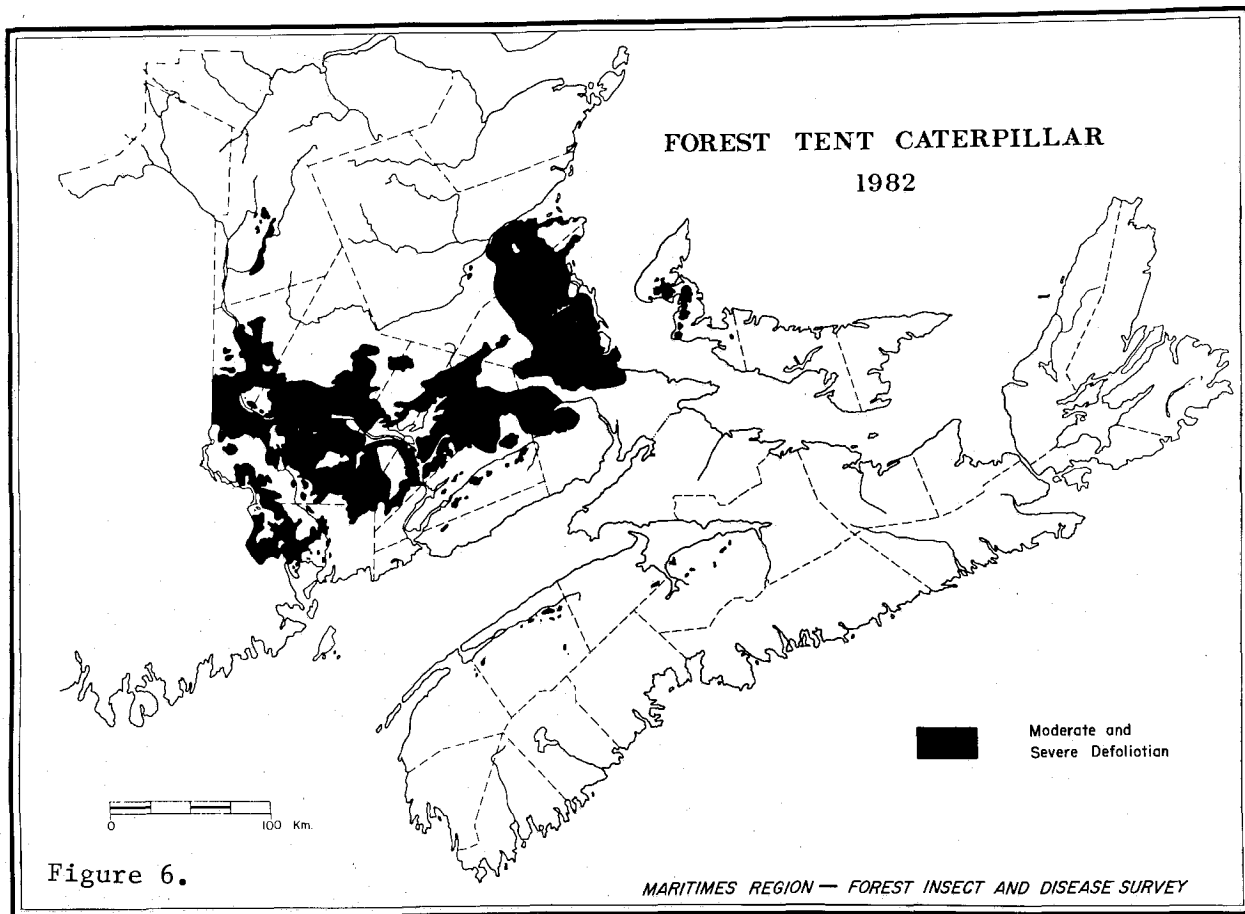 FOREST TENT CATERPILLAR
1982
Moderate and
Severe Defoliotian
0 100 Km.
Figure 6.
MARITIMES REGION — FOREST INSECT AND DISEASE SURVEY